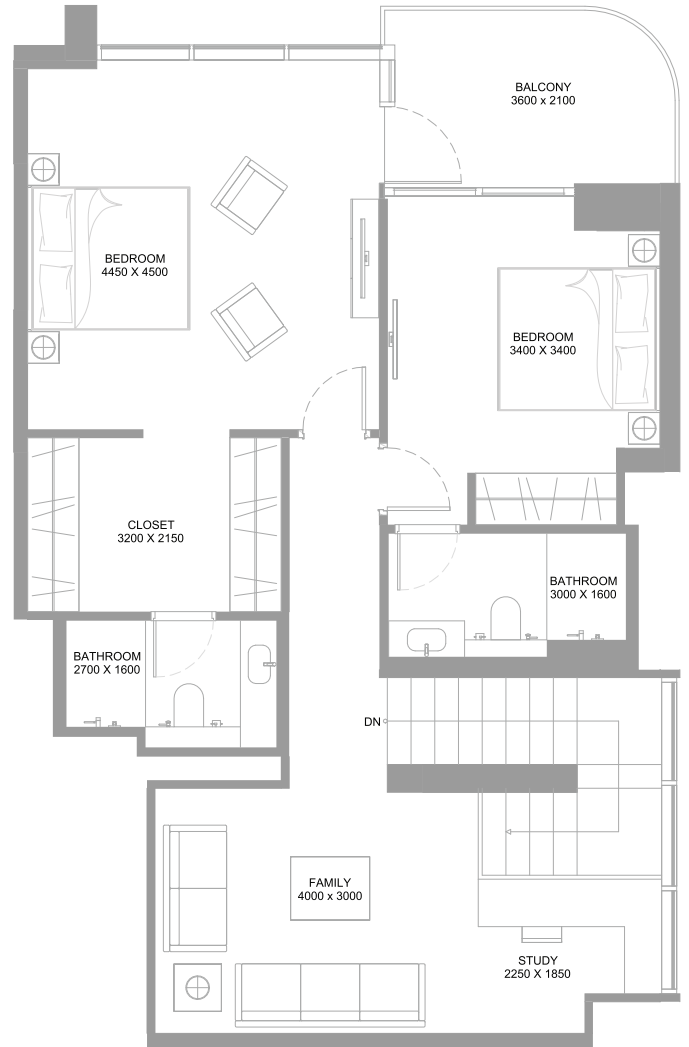 BALCONY
3600 x 2100
BEDROOM
4450 X 4500
BEDROOM
3400 X 3400
CLOSET
3200 X 2150
BATHROOM
3000 X 1600
BATHROOM
2700 X 1600
DN
FAMILY
4000 x 3000
STUDY
2250 X 1850